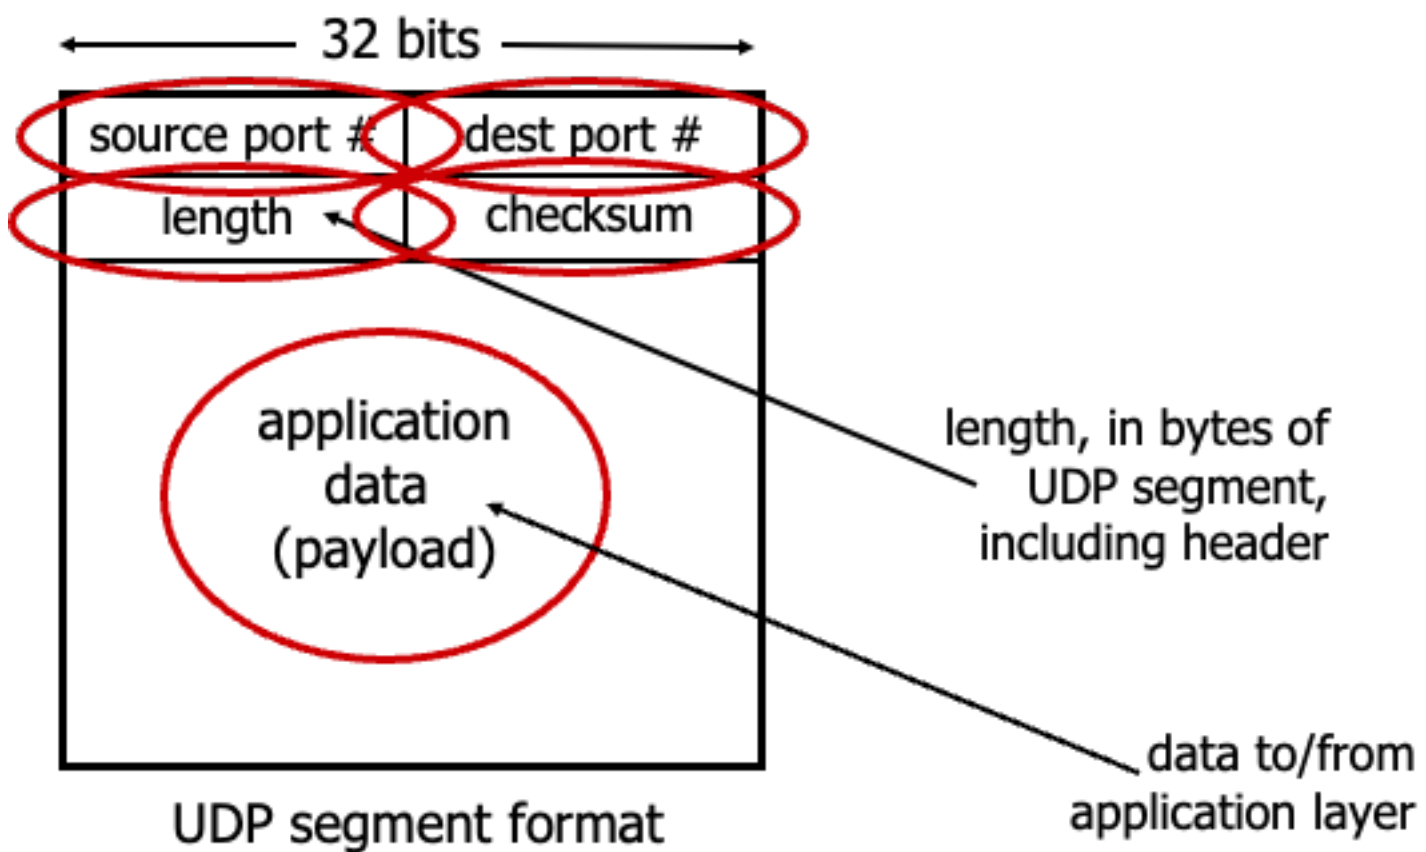 32 bits
source port #
dest port #
length
checksum
application
data
(payload)
length, in bytes of
UDP segment,
including header
data to/from
application layer
UDP segment format